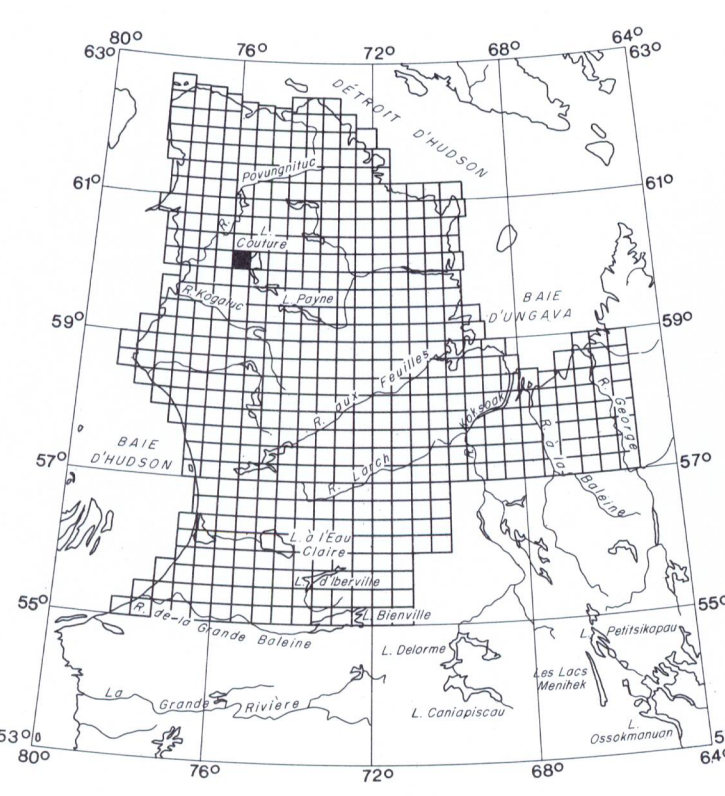 80°
76°
72°
68°
64°
63°
63°
DÉTROIT
D'HUDSON
Povungnituc
61°
61°
R.
L.
Couture
R. Kogaluc
L. Payne
BAIE
D'UNGAVA
59°
59°
R. aux Feuilles
Koksoak
R.
R. George
R. à la
Baleine
BAIE
D'HUDSON
57°
57°
R. Larch
L. à l'Eau
Claire
L. d'Iberville
55°
55°
R. de-la Grande Baleine
L. Bienville
L. Delorme
L. Petitsikapau
Les Lacs
Menihek
La Grande Rivière
L. Caniapiscau
L.
Ossokmanuan
53°
5
80°
76°
72°
68°
64°